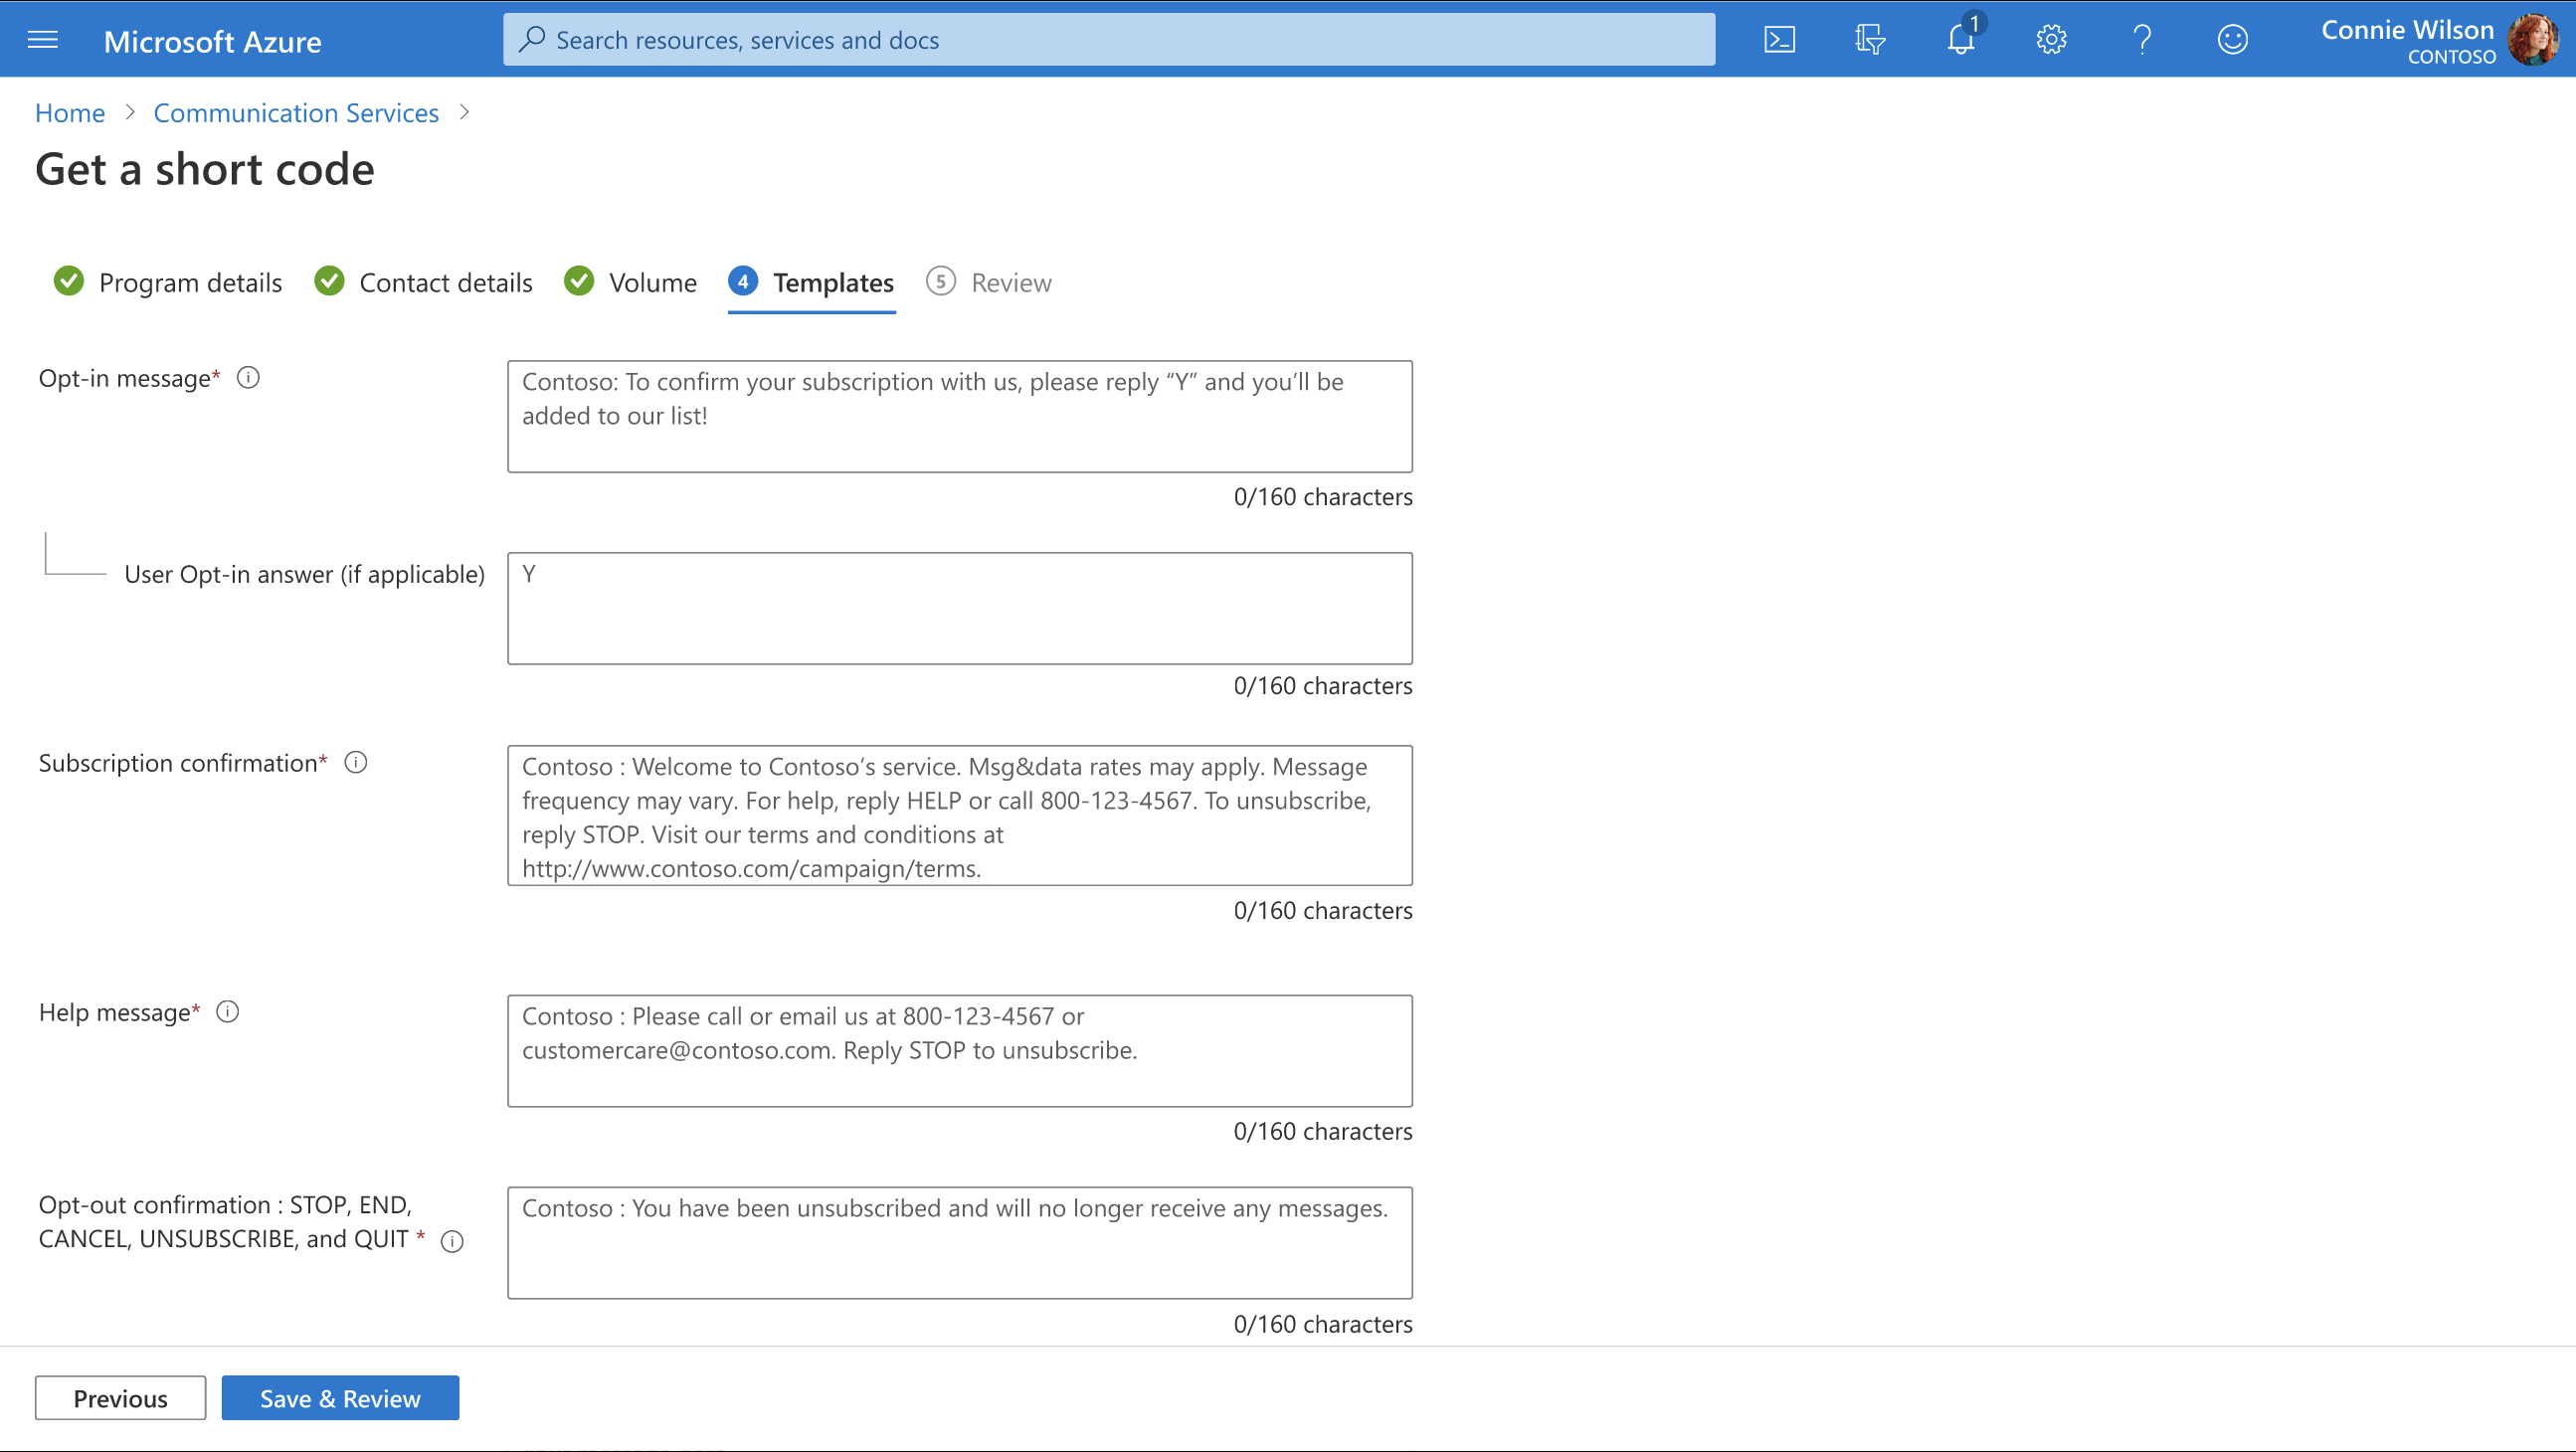 Microsoft Azure
Search resources, services and docs
1
Connie Wilson
CONTOSO
Home > Communication Services >
Get a short code
Program details
Contact details
Volume
4 Templates
5 Review
Opt-in message*
Contoso: To confirm your subscription with us, please reply “Y” and you’ll be
added to our list!
0/160 characters
User Opt-in answer (if applicable)
Y
0/160 characters
Subscription confirmation*
Contoso : Welcome to Contoso’s service. Msg&data rates may apply. Message
frequency may vary. For help, reply HELP or call 800-123-4567. To unsubscribe,
reply STOP. Visit our terms and conditions at
http://www.contoso.com/campaign/terms.
0/160 characters
Help message*
Contoso : Please call or email us at 800-123-4567 or
customercare@contoso.com. Reply STOP to unsubscribe.
0/160 characters
Opt-out confirmation : STOP, END,
CANCEL, UNSUBSCRIBE, and QUIT *
Contoso : You have been unsubscribed and will no longer receive any messages.
0/160 characters
Previous
Save & Review